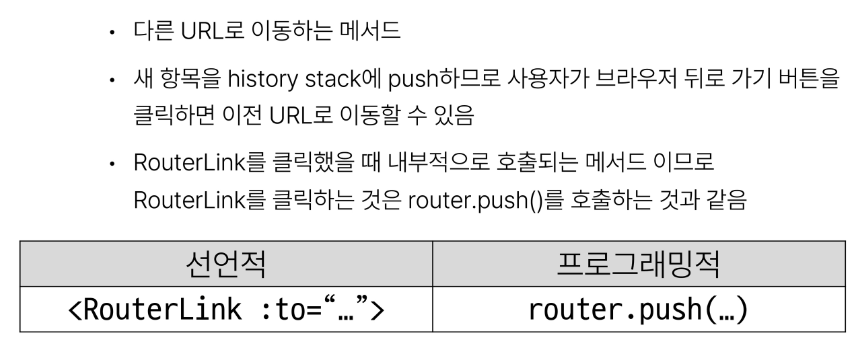 • 다른 URL로 이동하는 메서드
• 새 항목을 history stack에 push하므로 사용자가 브라우저 뒤로 가기 버튼을
클릭하면 이전 URL로 이동할 수 있음
• RouterLink를 클릭했을 때 내부적으로 호출되는 메서드 이므로
RouterLink를 클릭하는 것은 router.push()를 호출하는 것과 같음
선언적 프로그래밍적
<RouterLink :to=“…”> router.push(…)